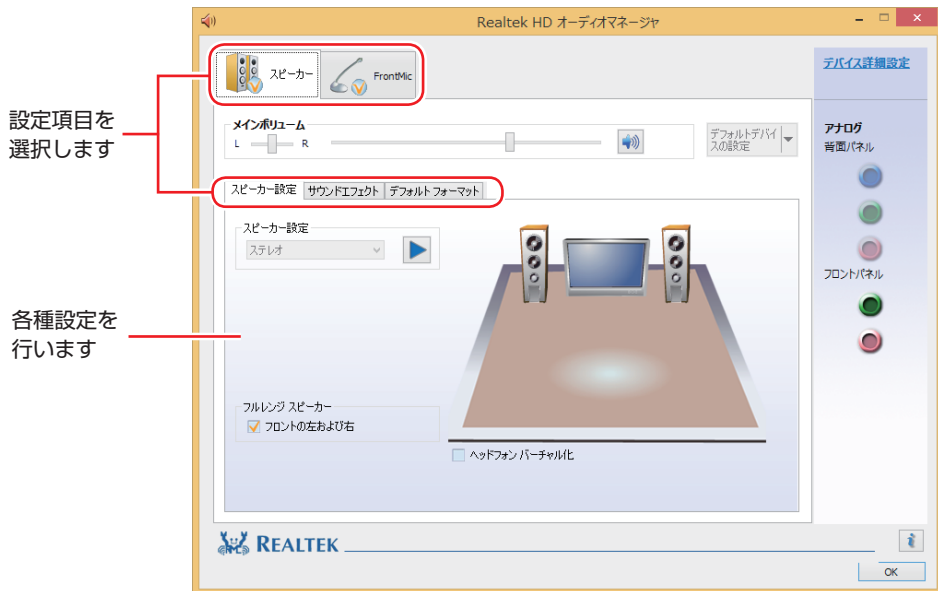 Realtek HD オーディオマネージャ
スピーカー
FrontMic
デバイス詳細設定
設定項目を
選択します
メインボリューム
L
R
デフォルトデバイ
スの設定
アナログ
背面パネル
スピーカー設定
サウンドエフェクト
デフォルト フォーマット
スピーカー設定
ステレオ
フロントパネル
各種設定を
行います
フルレンジ スピーカー
フロントの左および右
ヘッドフォン バーチャル化
REALTEK
i
OK